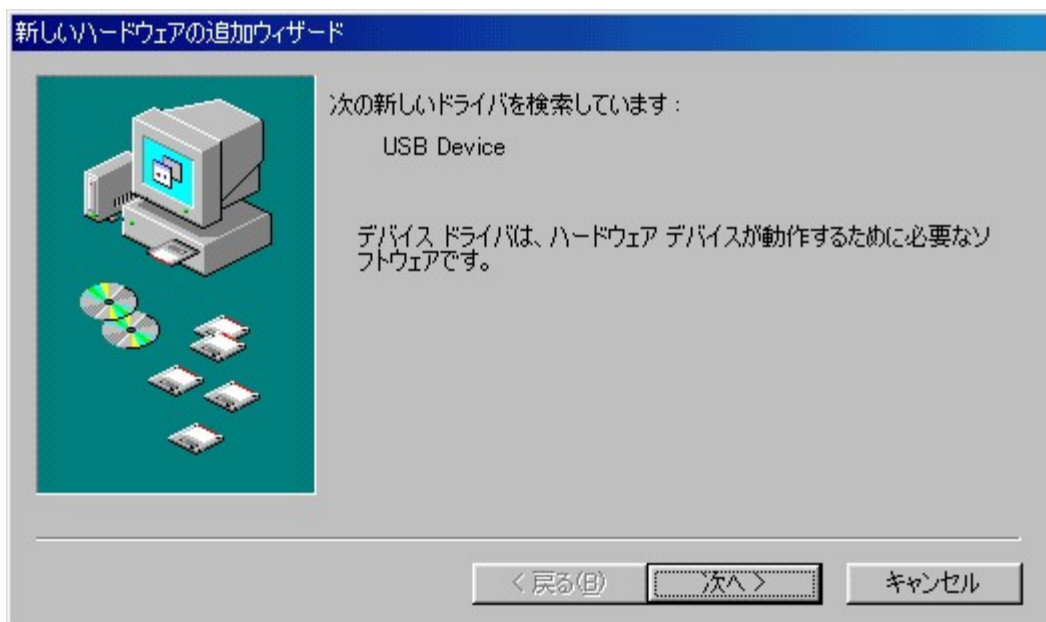 新しいハードウェアの追加ウィザード
次の新しいドライバを検索しています：
USB Device
デバイス ドライバは、ハードウェア デバイスが動作するために必要なソ
フトウェアです。
< 戻る(B)
次へ >
キャンセル